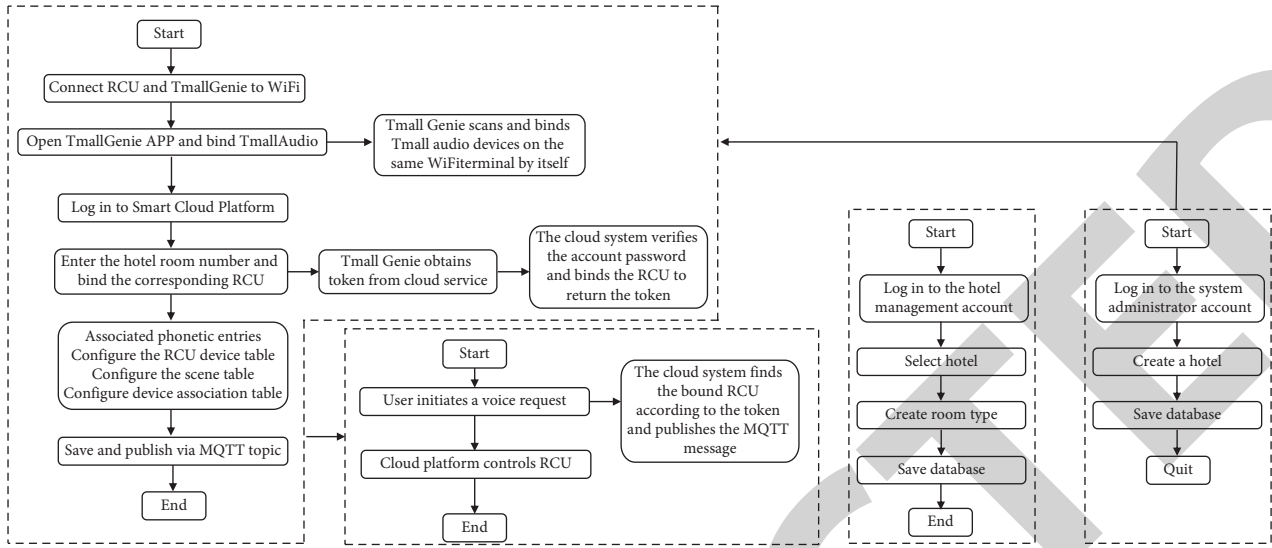 Start
Connect RCU and TmallGenie to WiFi
Open TmallGenie APP and bind TmallAudio
Tmall Genie scans and binds
Tmall audio devices on the
same WiFiterminal by itself
Log in to Smart Cloud Platform
Enter the hotel room number and
bind the corresponding RCU
Tmall Genie obtains
token from cloud service
The cloud system verifies
the account password
and binds the RCU to
return the token
Associated phonetic entries
Configure the RCU device table
Configure the scene table
Configure device association table
Save and publish via MQTT topic
End
Start
User initiates a voice request
The cloud system finds
the bound RCU
according to the token
and publishes the MQTT
message
Cloud platform controls RCU
End
Start
Log in to the hotel
management account
Select hotel
Create room type
Save database
End
Start
Log in to the system
administrator account
Create a hotel
Save database
Quit